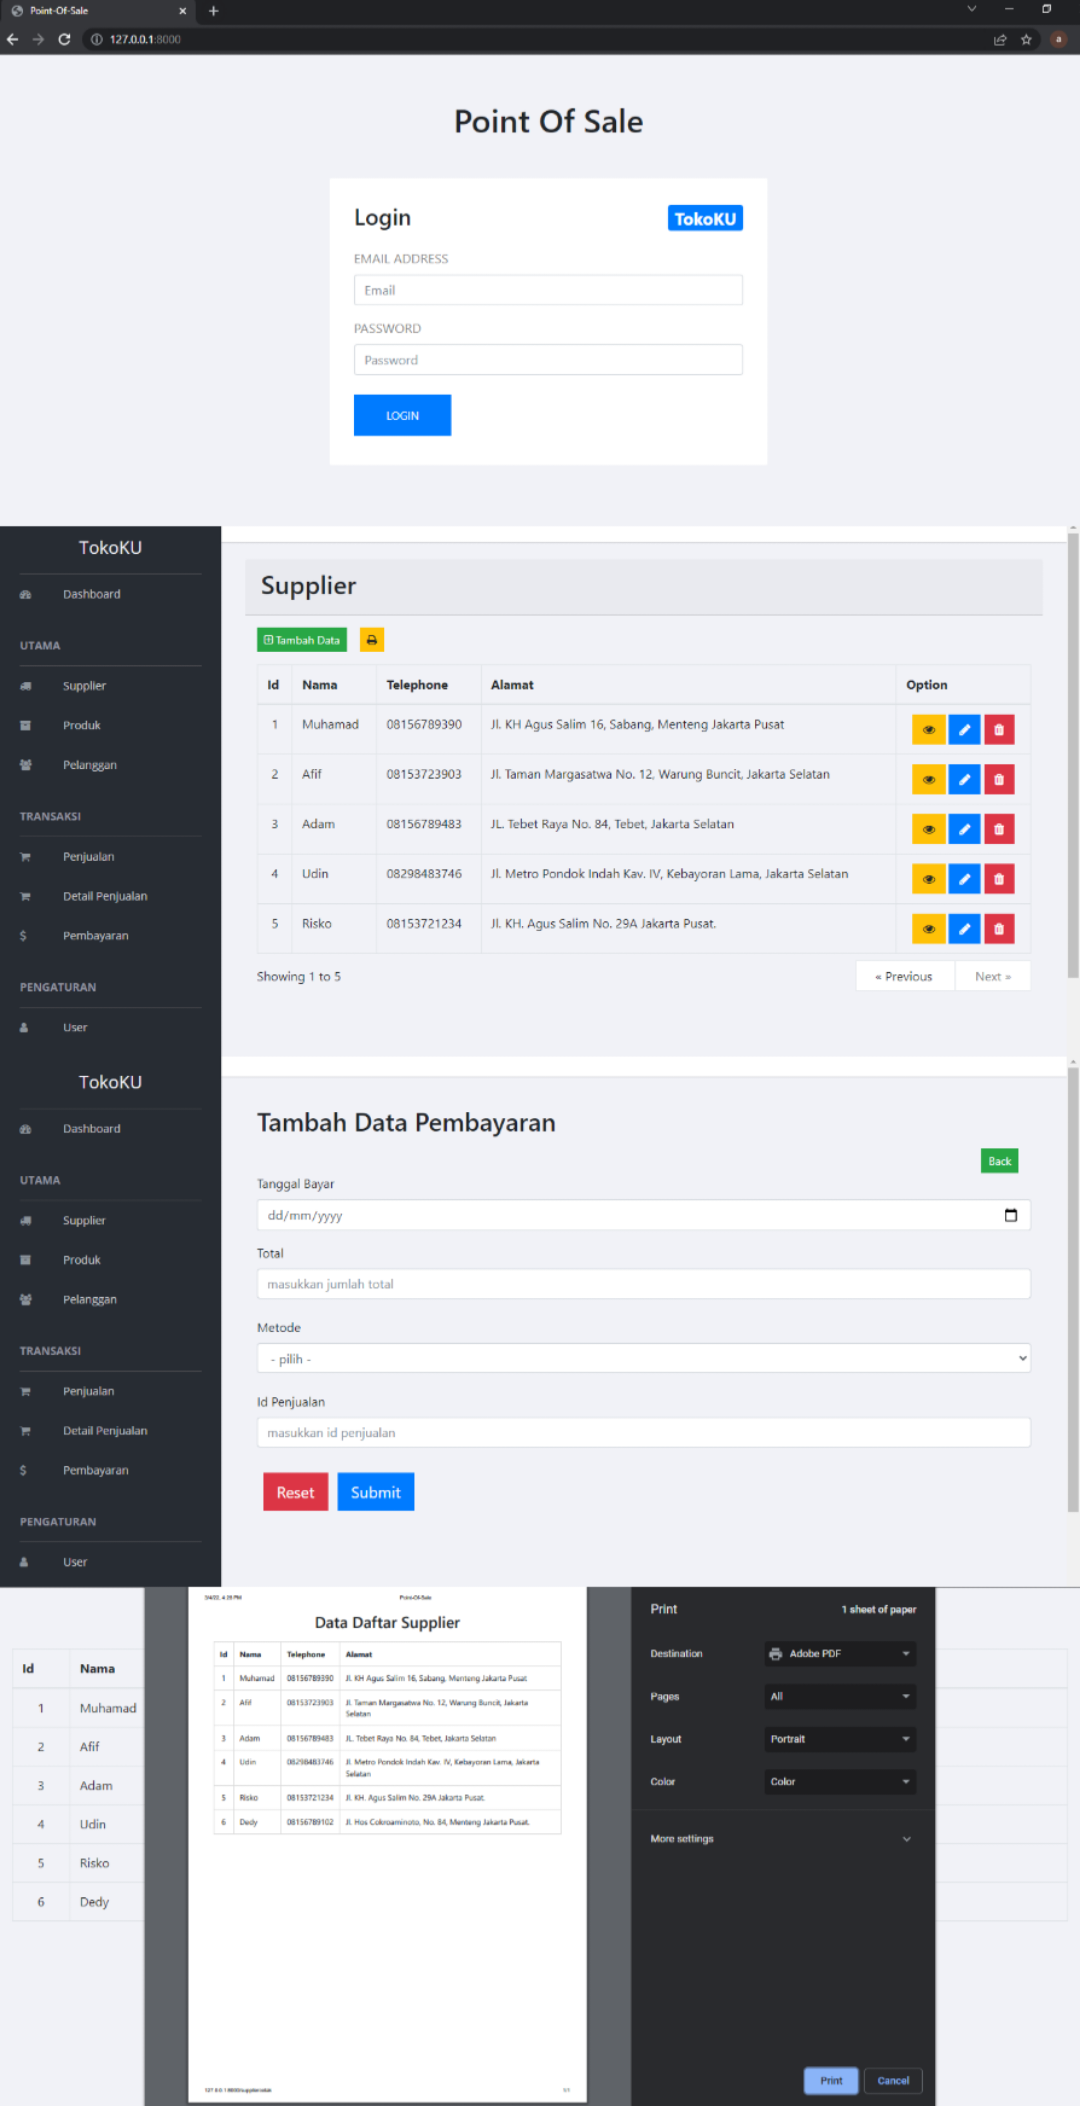 Point-Of-Sale
127.0.0.1:8000
a
Point Of Sale
Login TokoKU
EMAIL ADDRESS
Email
PASSWORD
Password
LOGIN
TokoKU
Dashboard
UTAMA
Supplier
Produk
Pelanggan
TRANSAKSI
Penjualan
Detail Penjualan
$ Pembayaran
PENGATURAN
User
Supplier
Tambah Data
Id Nama Telephone Alamat Option
1 Muhamad 08156789390 Jl. KH Agus Salim 16, Sabang, Menteng Jakarta Pusat
2 Afif 08153723903 Jl. Taman Margasatwa No. 12, Warung Buncit, Jakarta Selatan
3 Adam 08156789483 JL. Tebet Raya No. 84, Tebet, Jakarta Selatan
4 Udin 08298483746 Jl. Metro Pondok Indah Kav. IV, Kebayoran Lama, Jakarta Selatan
5 Risko 08153721234 Jl. KH. Agus Salim No. 29A Jakarta Pusat.
Showing 1 to 5
« Previous Next »
TokoKU
Dashboard
UTAMA
Supplier
Produk
Pelanggan
TRANSAKSI
Penjualan
Detail Penjualan
$ Pembayaran
PENGATURAN
User
Tambah Data Pembayaran
Back
Tanggal Bayar
dd/mm/yyyy
Total
masukkan jumlah total
Metode
- pilih -
Id Penjualan
masukkan id penjualan
Reset Submit
Id Nama
1 Muhamad
2 Afif
3 Adam
4 Udin
5 Risko
6 Dedy
Point-Of-Sale
Data Daftar Supplier
Id Nama Telephone Alamat
1 Muhamad 08156789390 Jl. KH Agus Salim 16, Sabang, Menteng Jakarta Pusat
2 Afif 08153723903 Jl. Taman Margasatwa No. 12, Warung Buncit, Jakarta
Selatan
3 Adam 08156789483 JL. Tebet Raya No. 84, Tebet, Jakarta Selatan
4 Udin 08298483746 Jl. Metro Pondok Indah Kav. IV, Kebayoran Lama, Jakarta
Selatan
5 Risko 08153721234 Jl. KH. Agus Salim No. 29A Jakarta Pusat.
6 Dedy 08156789102 Jl. Hos Cokroaminoto, No. 84, Menteng Jakarta Pusat.
1/1
Print 1 sheet of paper
Destination Adobe PDF
Pages All
Layout Portrait
Color Color
More settings
Print Cancel